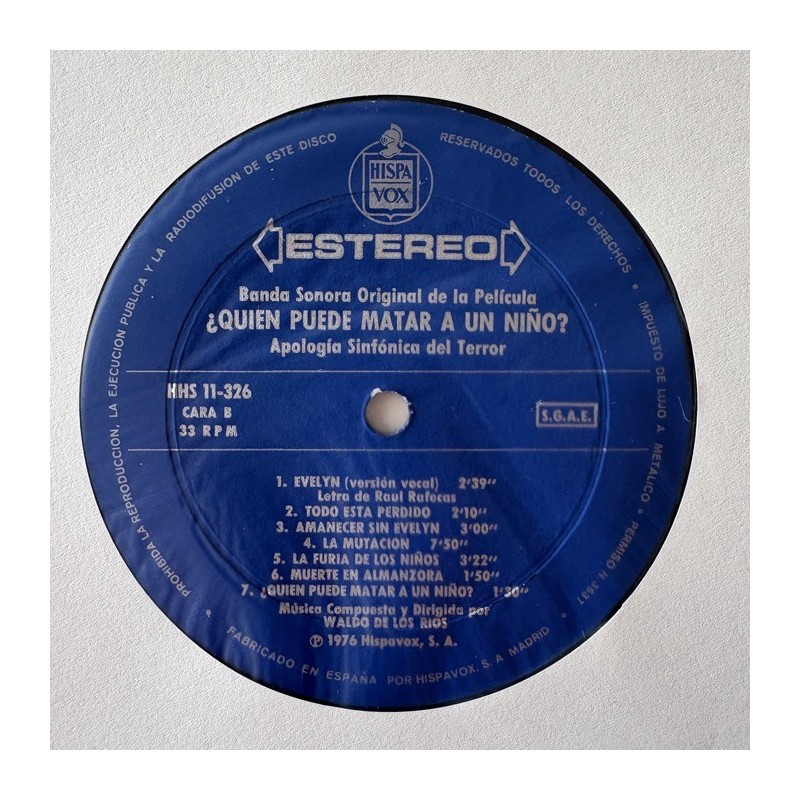 PROHIBIDA LA REPRODUCCION, LA EJECUCION PUBLICA Y LA RADIODIFUSION DE ESTE DISCO
RESERVADOS TODOS LOS DERECHOS • IMPUESTO DE LUJO A METALICO • PERMISO N 3637
HISPA
VOX
ESTEREO
Banda Sonora Original de la Película
¿QUIEN PUEDE MATAR A UN NIÑO?
Apología Sinfónica del Terror
HHS 11-326
CARA B
33 RPM
S.G.A.E.
1. EVELYN (versión vocal) 2'39"
Letra de Raul Rafecas
2. TODO ESTA PERDIDO 2'10"
3. AMANECER SIN EVELYN 3'00"
4. LA MUTACION 7'50"
5. LA FURIA DE LOS NIÑOS 3'22"
6. MUERTE EN ALMANZORA 1'50"
7. ¿QUIEN PUEDE MATAR A UN NIÑO? 1'30"
Música Compuesta y Dirigida por
WALDO DE LOS RIOS
℗ 1976 Hispavox, S. A.
FABRICADO EN ESPAÑA POR HISPAVOX, S. A MADRID